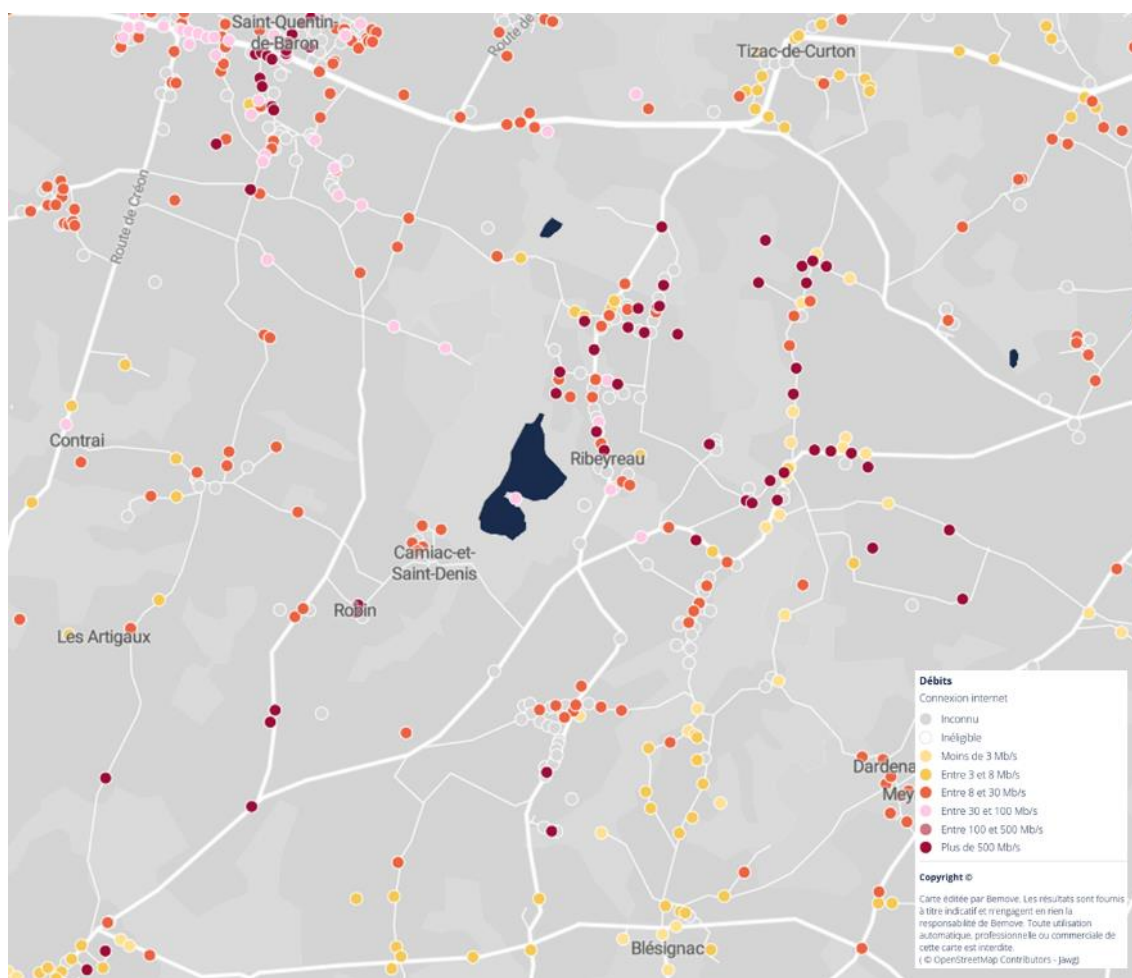 Saint-Quentin-
de-Baron
Route de
Tizac-de-Curton
Route de Créon
Contrai
Ribeyreau
Camiac-et-
Saint-Denis
Robin
Les Artigaux
Dardena
Mey
Blésignac
Débits
Connexion internet
Inconnu
Inéligible
Moins de 3 Mb/s
Entre 3 et 8 Mb/s
Entre 8 et 30 Mb/s
Entre 30 et 100 Mb/s
Entre 100 et 500 Mb/s
Plus de 500 Mb/s
Copyright ©
Carte éditée par Bemove. Les résultats sont fournis
à titre indicatif et n'engagent en rien la
responsabilité de Bemove. Toute utilisation
automatique, professionnelle ou commerciale de
cette carte est interdite.
( © OpenStreetMap Contributors - Jawg)